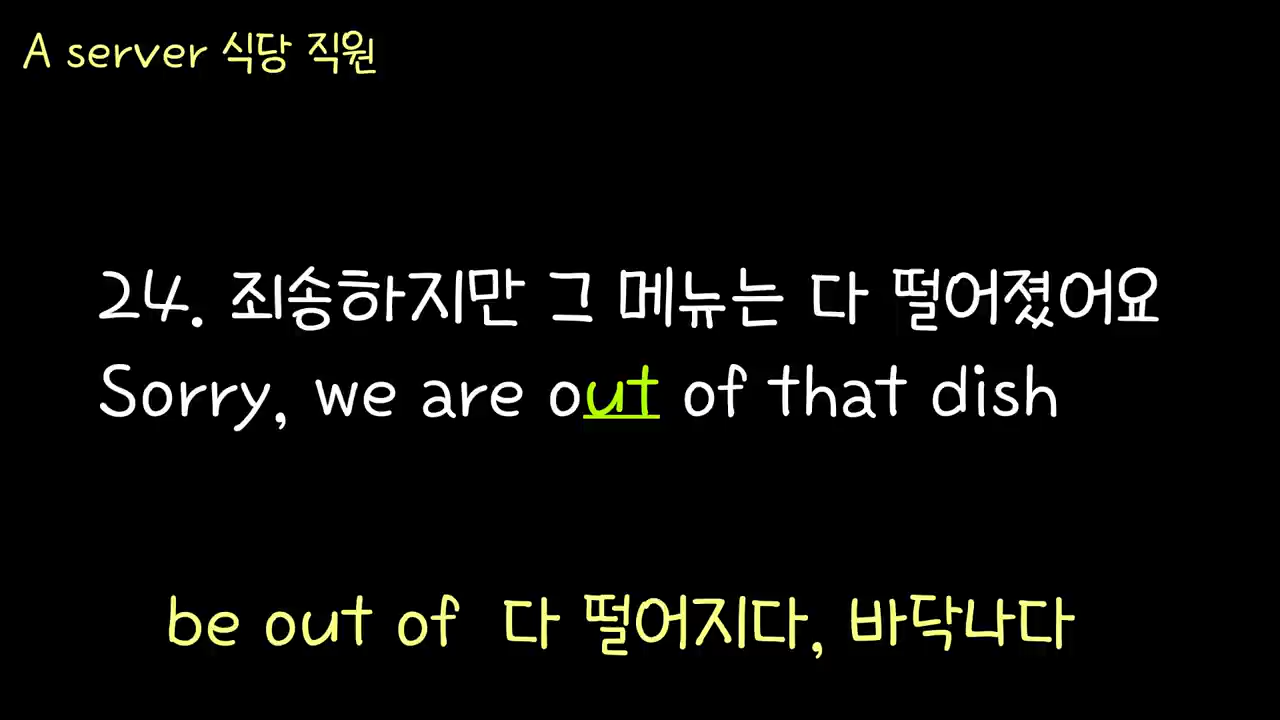 A server 식당 직원
24. 죄송하지만 그 메뉴는 다 떨어졌어요
Sorry, we are out of that dish
be out of 다 떨어지다, 바닥나다